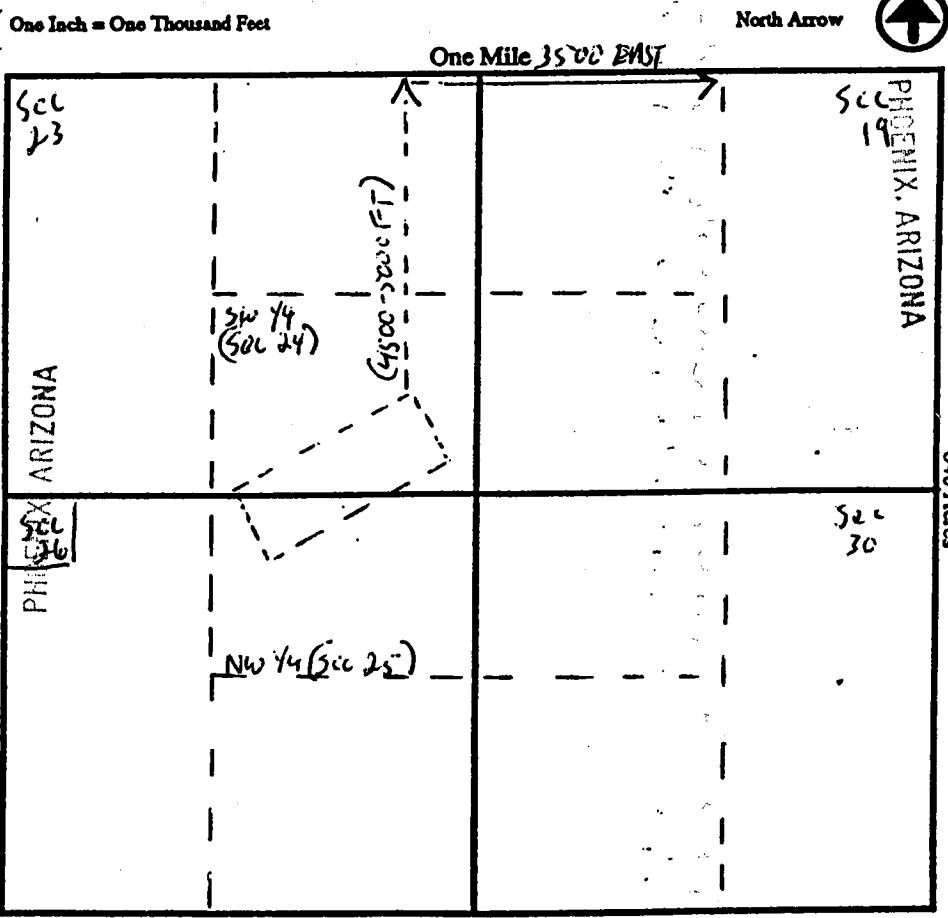 One Inch = One Thousand Feet
North Arrow
One Mile 3500 EAST
Sec
23
Sec
19
PHOENIX, ARIZONA
(4500-5000 FT)
SW 1/4
(Sec 24)
PHOENIX ARIZONA
Sec
26
Sec
30
NW 1/4 (Sec 25)